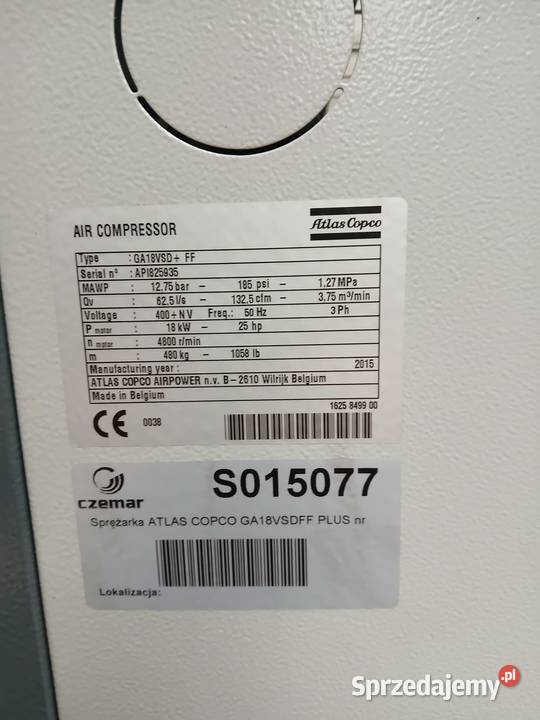 AIR COMPRESSOR
Atlas Copco
Type : GA18VSD+ FF
Serial n° : API825935
MAWP : 12,75 bar – 185 psi – 1,27 MPa
Qv : 62,5 l/s – 132,5 cfm – 3,75 m³/min
Voltage : 400+N V Freq.: 50 Hz 3 Ph
P motor : 18 kW – 25 hp
n motor : 4800 r/min
m : 480 kg – 1058 lb
Manufacturing year : 2015
ATLAS COPCO AIRPOWER n.v. B–2610 Wilrijk Belgium
Made in Belgium
1625 8499 00
CE 0038
czemar
S015077
Sprężarka ATLAS COPCO GA18VSDFF PLUS nr
Lokalizacja:
Sprzedajemy.pl